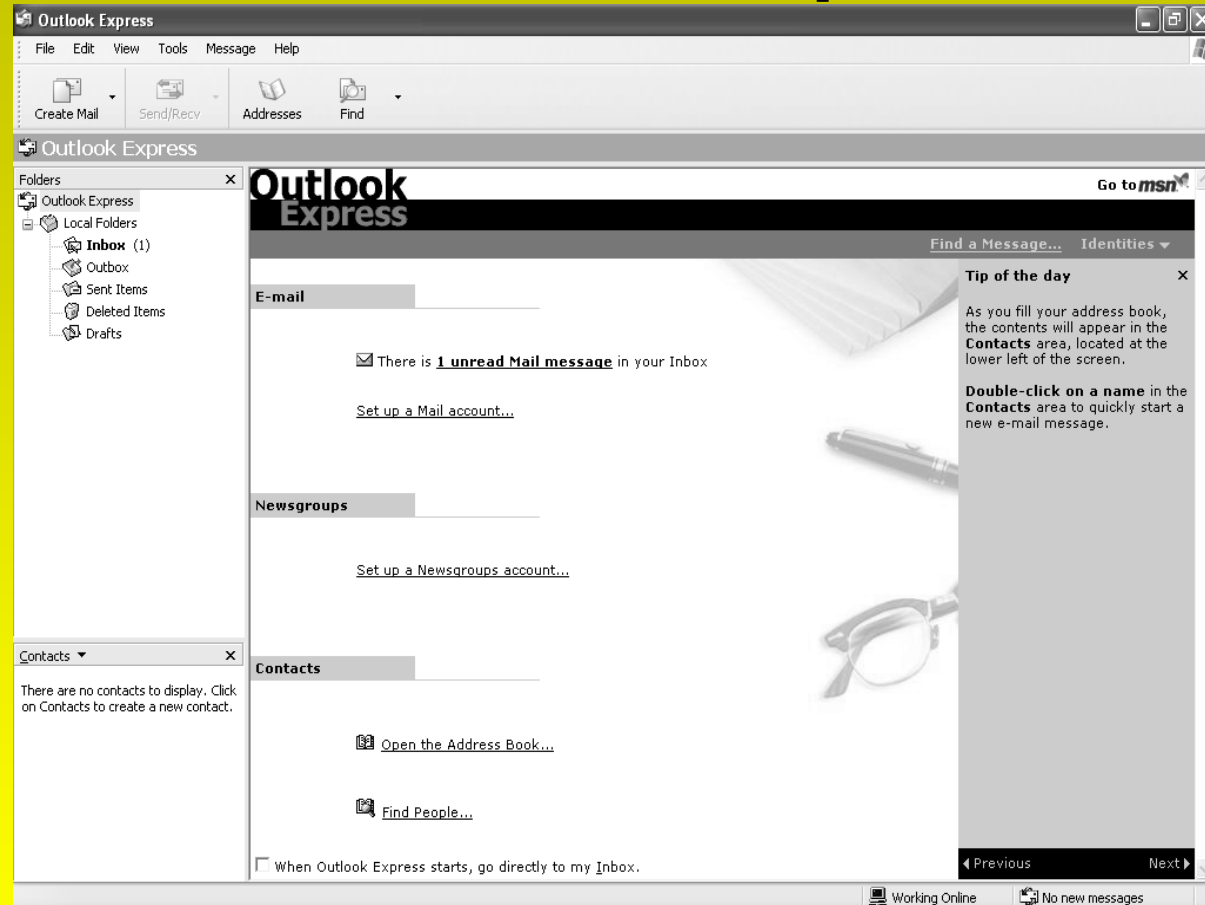 Outlook Express
File Edit View Tools Message Help
Create Mail Send/Recv Addresses Find
Outlook Express
Folders
Outlook Express
Local Folders
Inbox (1)
Outbox
Sent Items
Deleted Items
Drafts
Contacts
There are no contacts to display. Click
on Contacts to create a new contact.
Outlook
Express
Go to msn
Find a Message... Identities
E-mail
There is 1 unread Mail message in your Inbox
Set up a Mail account...
Newsgroups
Set up a Newsgroups account...
Contacts
Open the Address Book...
Find People...
When Outlook Express starts, go directly to my Inbox.
Tip of the day
As you fill your address book,
the contents will appear in the
Contacts area, located at the
lower left of the screen.
Double-click on a name in the
Contacts area to quickly start a
new e-mail message.
Previous Next
Working Online No new messages